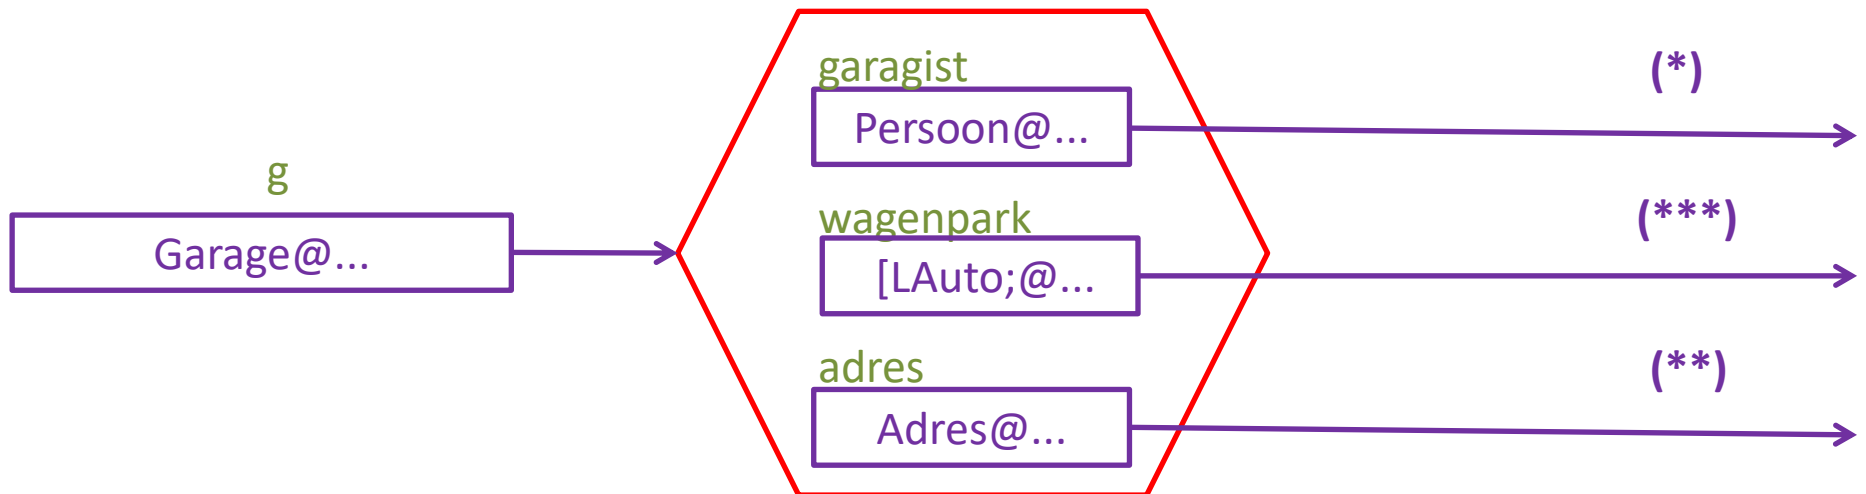 g
Garage@...
garagist
Persoon@...
(*)
wagenpark
[LAuto;@...
(***)
adres
Adres@...
(**)